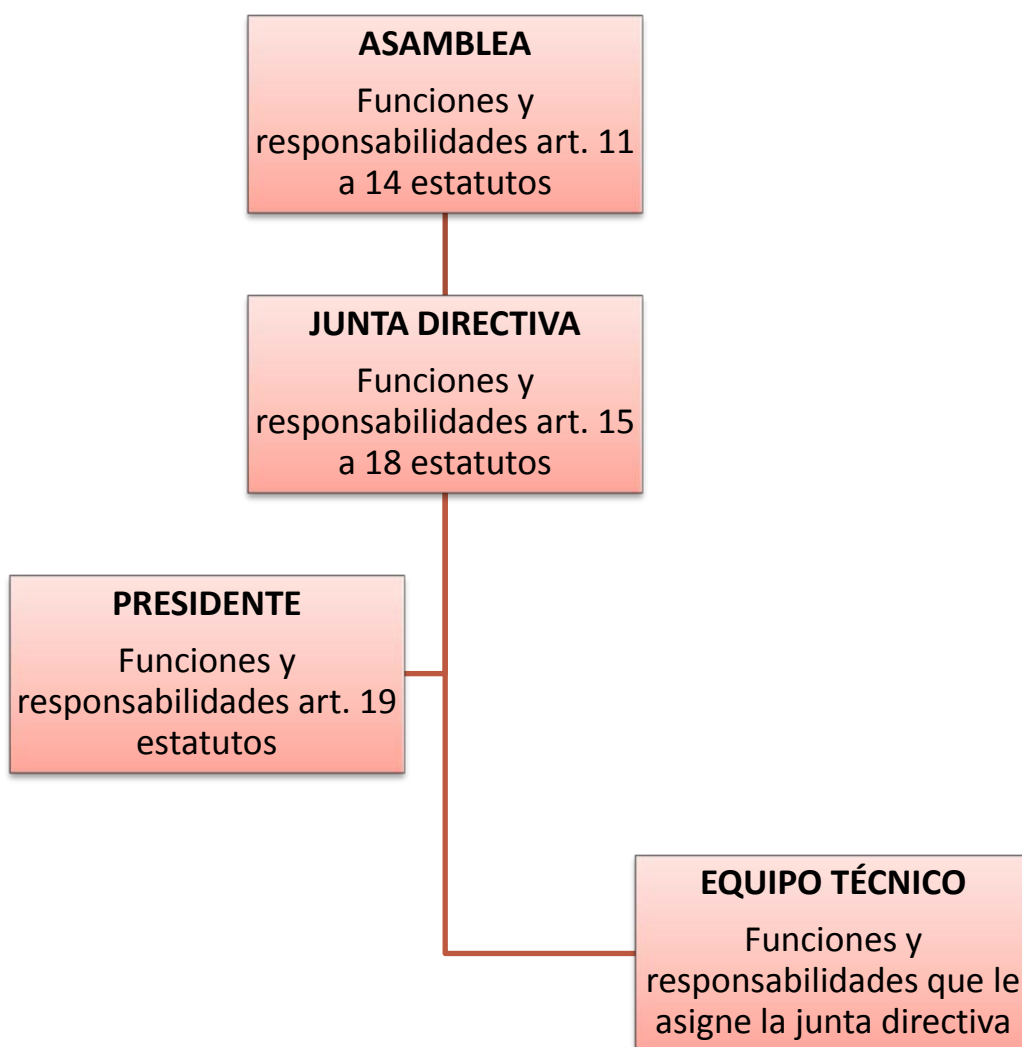 ASAMBLEA
Funciones y
responsabilidades art. 11
a 14 estatutos
JUNTA DIRECTIVA
Funciones y
responsabilidades art. 15
a 18 estatutos
PRESIDENTE
Funciones y
responsabilidades art. 19
estatutos
EQUIPO TÉCNICO
Funciones y
responsabilidades que le
asigne la junta directiva